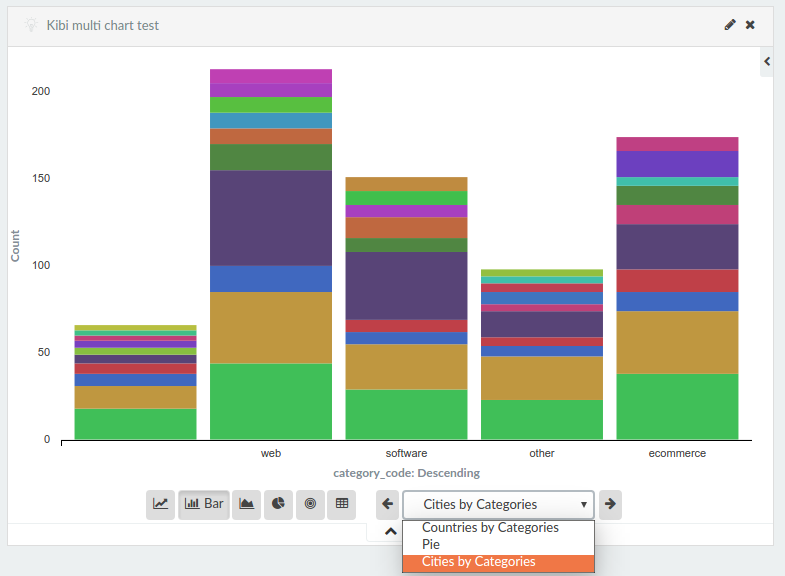 Kibi multi chart test
200
150
100
50
0
Count
web software other ecommerce
category_code: Descending
Bar
Cities by Categories
Countries by Categories
Pie
Cities by Categories